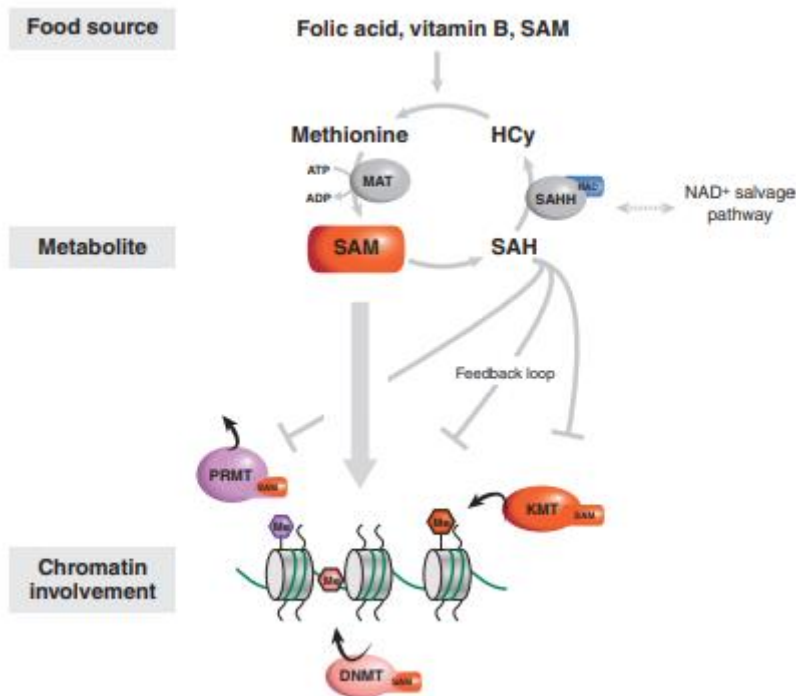 Food source
Folic acid, vitamin B, SAM
Methionine
HCy
ATP
MAT
ADP
NAD
SAHH
NAD+ salvage
pathway
Metabolite
SAM
SAH
Feedback loop
PRMT
SAM
KMT
SAM
Me
Me
Me
Chromatin
involvement
DNMT
SAM